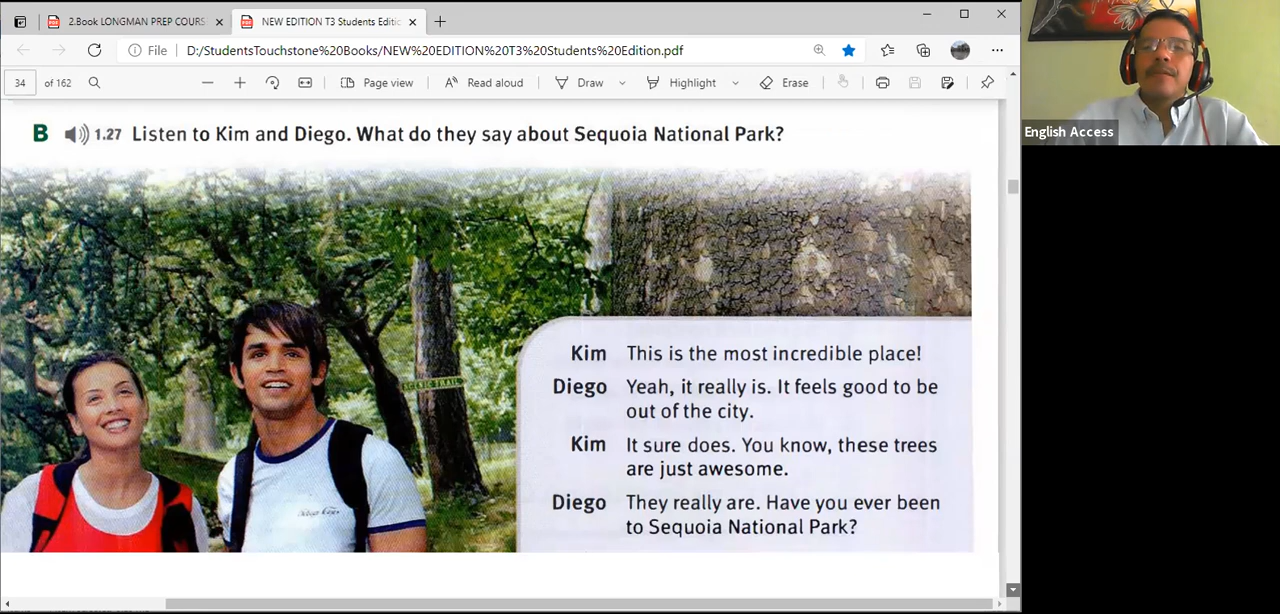 2.Book LONGMAN PREP COURS
NEW EDITION T3 Students Editic
File D:/StudentsTouchstone%20Books/NEW%20EDITION%20T3%20Students%20Edition.pdf
34 of 162 Page view Read aloud Draw Highlight Erase
B 1.27 Listen to Kim and Diego. What do they say about Sequoia National Park?
SCENIC TRAIL
Kim This is the most incredible place!
Diego Yeah, it really is. It feels good to be
out of the city.
Kim It sure does. You know, these trees
are just awesome.
Diego They really are. Have you ever been
to Sequoia National Park?
English Access